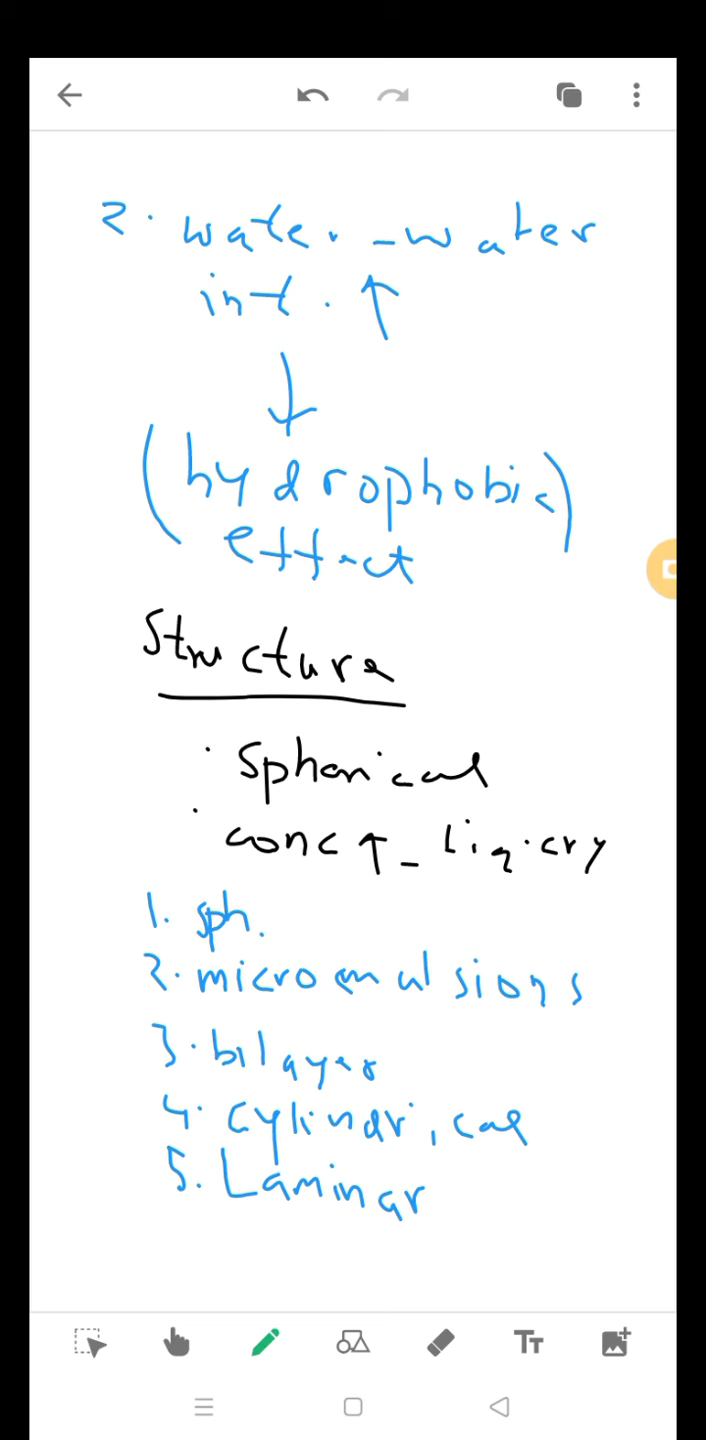 2. water-water
int. ↑
↓
(hydrophobic
effect)
Structure
. Spherical
. conc ↑ - Liq.cry
1. sph.
2. microemulsions
3. bilayer
4. Cylindrical
5. Laminar
TT